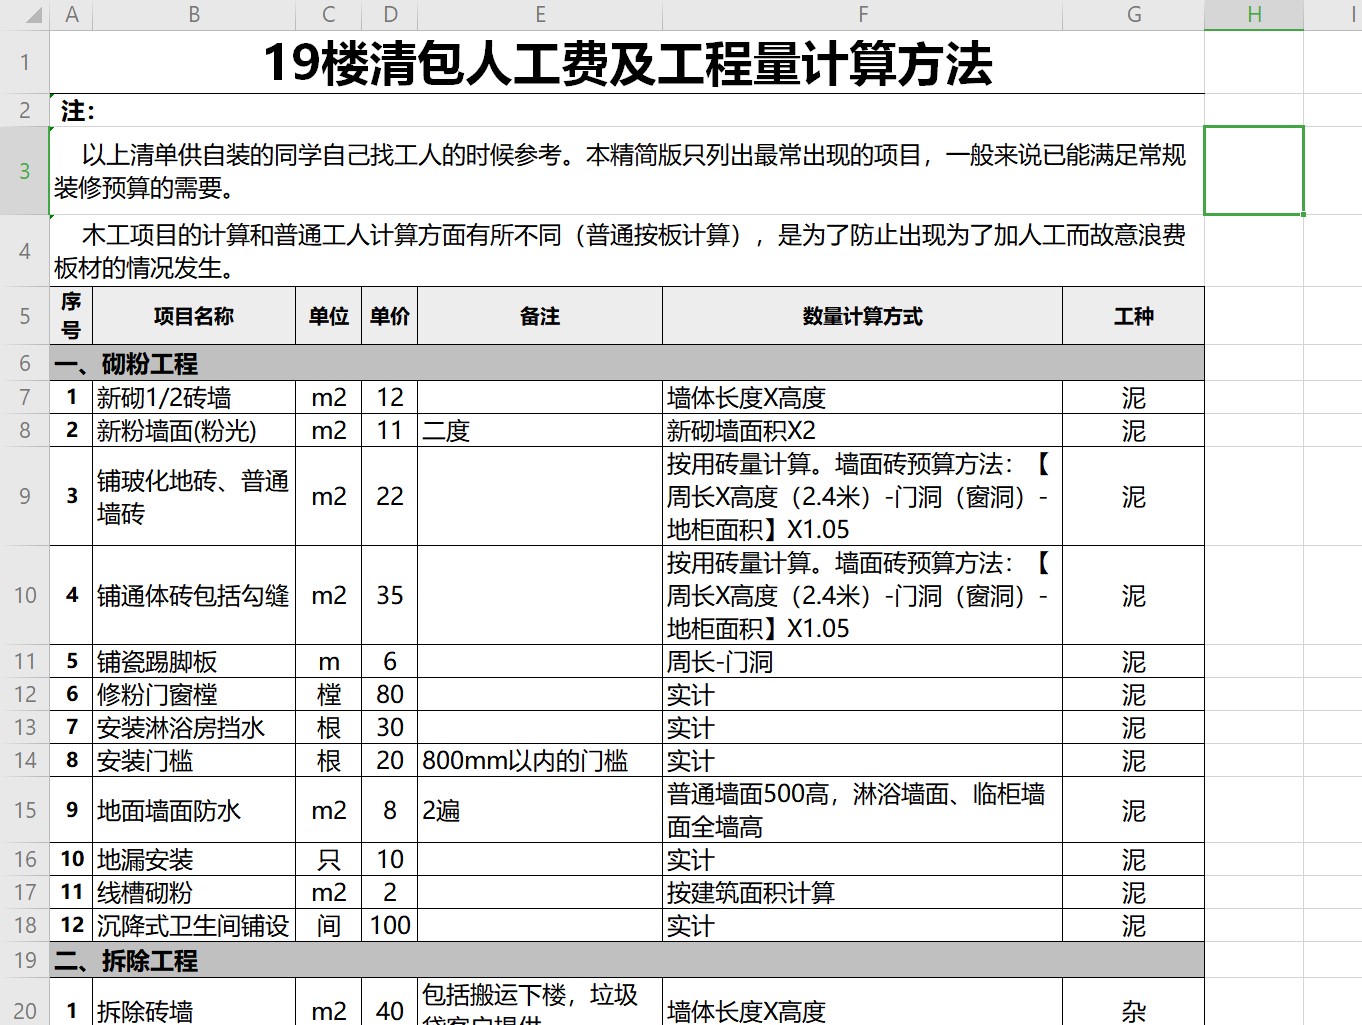 A B C D E F G H I
1 19楼清包人工费及工程量计算方法
2 注：
3 以上清单供自装的同学自己找工人的时候参考。本精简版只列出最常出现的项目，一般来说已能满足常规
装修预算的需要。
4 木工项目的计算和普通工人计算方面有所不同（普通按板计算），是为了防止出现为了加人工而故意浪费
板材的情况发生。
5 序号 项目名称 单位 单价 备注 数量计算方式 工种
6 一、砌粉工程
7 1 新砌1/2砖墙 m2 12 墙体长度X高度 泥
8 2 新粉墙面(粉光) m2 11 二度 新砌墙面积X2 泥
9 3 铺玻化地砖、普通
墙砖 m2 22 按用砖量计算。墙面砖预算方法：【
周长X高度（2.4米）-门洞（窗洞）-
地柜面积】X1.05 泥
10 4 铺通体砖包括勾缝 m2 35 按用砖量计算。墙面砖预算方法：【
周长X高度（2.4米）-门洞（窗洞）-
地柜面积】X1.05 泥
11 5 铺瓷踢脚板 m 6 周长-门洞 泥
12 6 修粉门窗樘 樘 80 实计 泥
13 7 安装淋浴房挡水 根 30 实计 泥
14 8 安装门槛 根 20 800mm以内的门槛 实计 泥
15 9 地面墙面防水 m2 8 2遍 普通墙面500高，淋浴墙面、临柜墙
面全墙高 泥
16 10 地漏安装 只 10 实计 泥
17 11 线槽砌粉 m2 2 按建筑面积计算 泥
18 12 沉降式卫生间铺设 间 100 实计 泥
19 二、拆除工程
20 1 拆除砖墙 m2 40 包括搬运下楼，垃圾
墙体长度X高度 杂